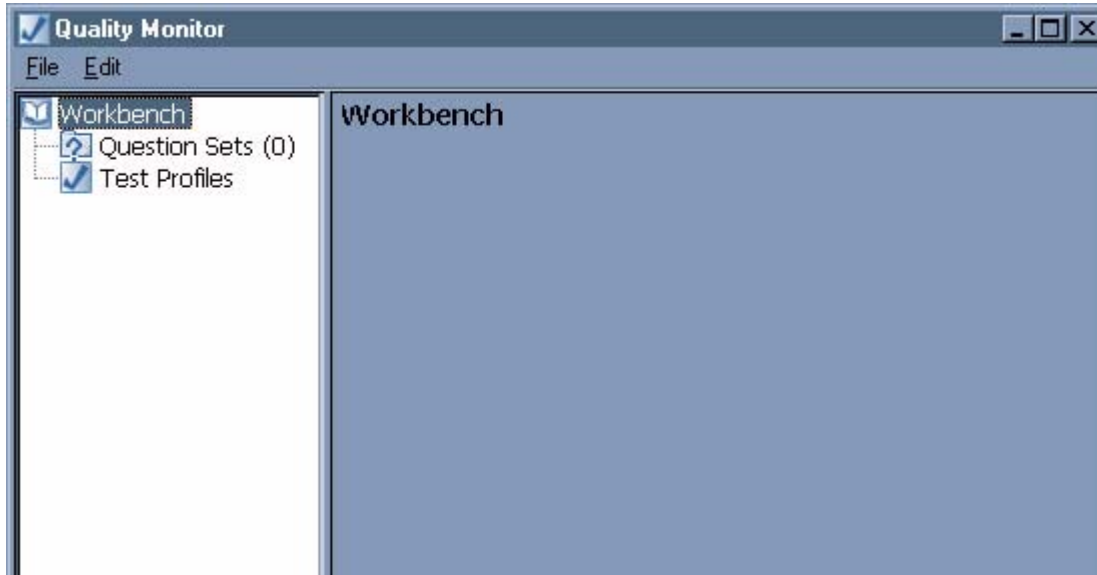 Quality Monitor
File Edit
Workbench
Question Sets (0)
Test Profiles
Workbench